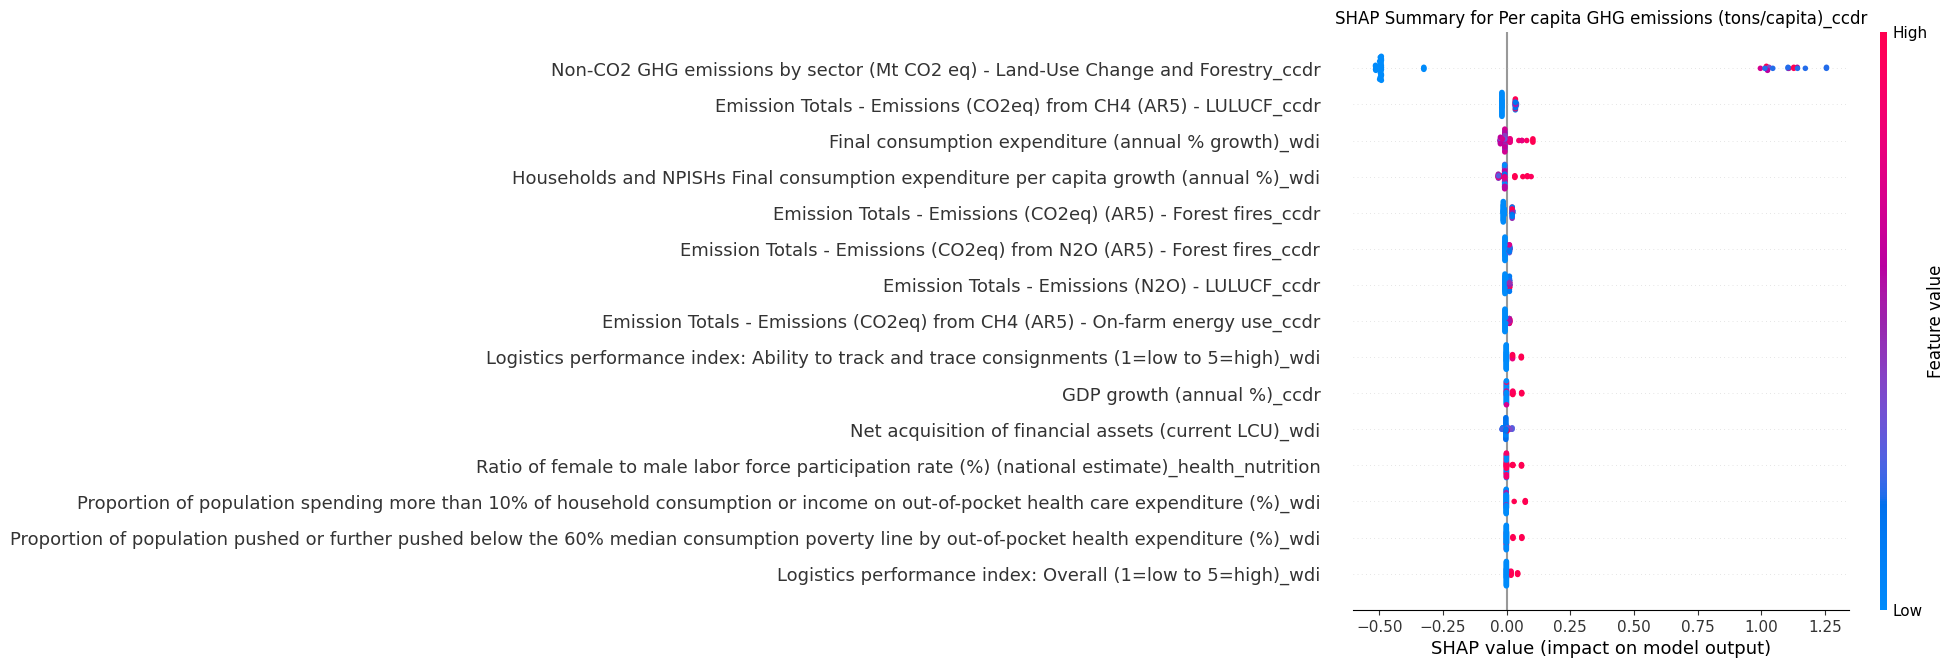 SHAP Summary for Per capita GHG emissions (tons/capita)_ccdr
High
Non-CO2 GHG emissions by sector (Mt CO2 eq) - Land-Use Change and Forestry_ccdr
Emission Totals - Emissions (CO2eq) from CH4 (AR5) - LULUCF_ccdr
Final consumption expenditure (annual % growth)_wdi
Households and NPISHs Final consumption expenditure per capita growth (annual %)_wdi
Emission Totals - Emissions (CO2eq) (AR5) - Forest fires_ccdr
Emission Totals - Emissions (CO2eq) from N2O (AR5) - Forest fires_ccdr
Emission Totals - Emissions (N2O) - LULUCF_ccdr
Emission Totals - Emissions (CO2eq) from CH4 (AR5) - On-farm energy use_ccdr
Logistics performance index: Ability to track and trace consignments (1=low to 5=high)_wdi
GDP growth (annual %)_ccdr
Net acquisition of financial assets (current LCU)_wdi
Ratio of female to male labor force participation rate (%) (national estimate)_health_nutrition
Proportion of population spending more than 10% of household consumption or income on out-of-pocket health care expenditure (%)_wdi
Proportion of population pushed or further pushed below the 60% median consumption poverty line by out-of-pocket health expenditure (%)_wdi
Logistics performance index: Overall (1=low to 5=high)_wdi
Feature value
Low
−0.50 −0.25 0.00 0.25 0.50 0.75 1.00 1.25
SHAP value (impact on model output)